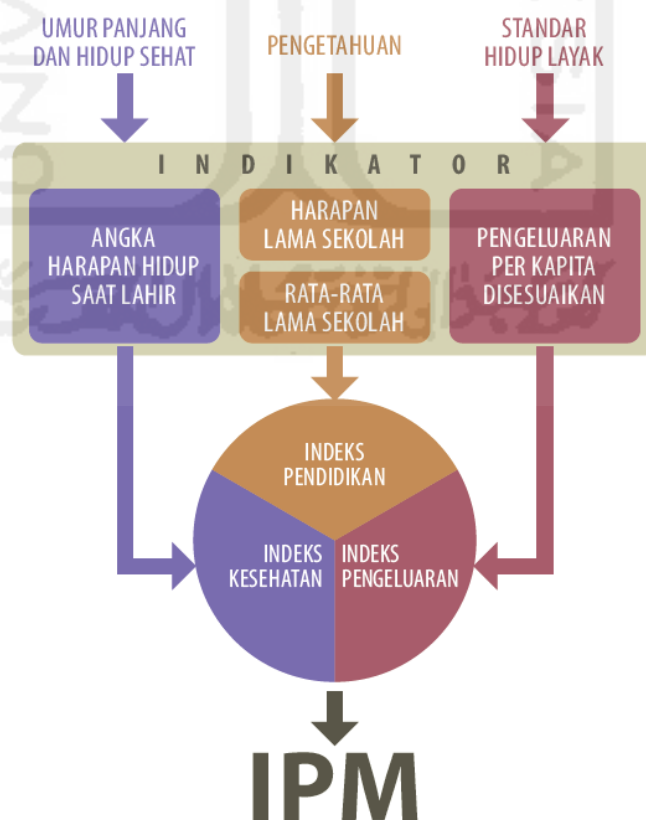 UMUR PANJANG
DAN HIDUP SEHAT
PENGETAHUAN
STANDAR
HIDUP LAYAK
INDIKATOR
ANGKA
HARAPAN HIDUP
SAAT LAHIR
HARAPAN
LAMA SEKOLAH
RATA-RATA
LAMA SEKOLAH
PENGELUARAN
PER KAPITA
DISESUAIKAN
INDEKS
PENDIDIKAN
INDEKS
KESEHATAN
INDEKS
PENGELUARAN
IPM